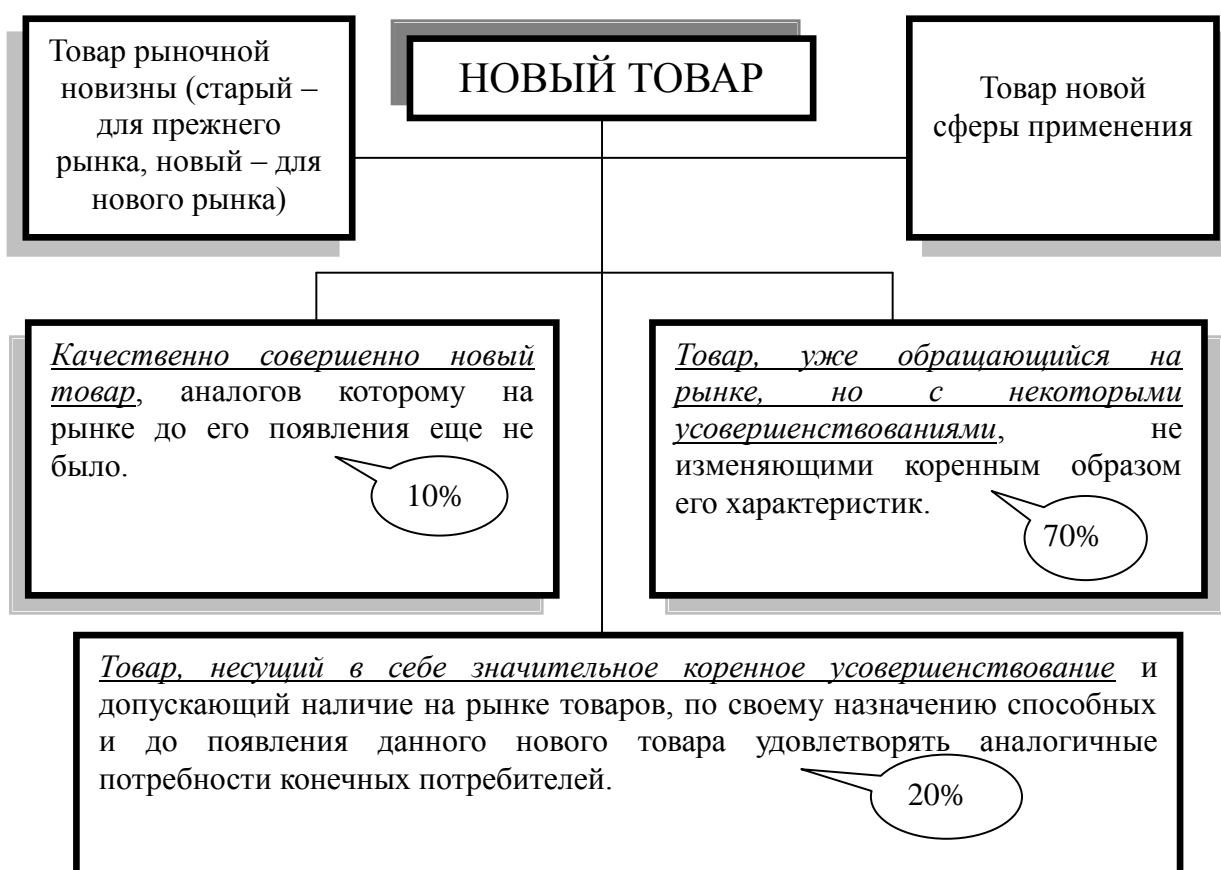 Товар рыночной
новизны (старый –
для прежнего
рынка, новый – для
нового рынка)
НОВЫЙ ТОВАР
Товар новой
сферы применения
Качественно совершенно новый
товар, аналогов которому на
рынке до его появления еще не
было.
10%
Товар, уже обращающийся на
рынке, но с некоторыми
усовершенствованиями, не
изменяющими коренным образом
его характеристик.
70%
Товар, несущий в себе значительное коренное усовершенствование и
допускающий наличие на рынке товаров, по своему назначению способных
и до появления данного нового товара удовлетворять аналогичные
потребности конечных потребителей.
20%